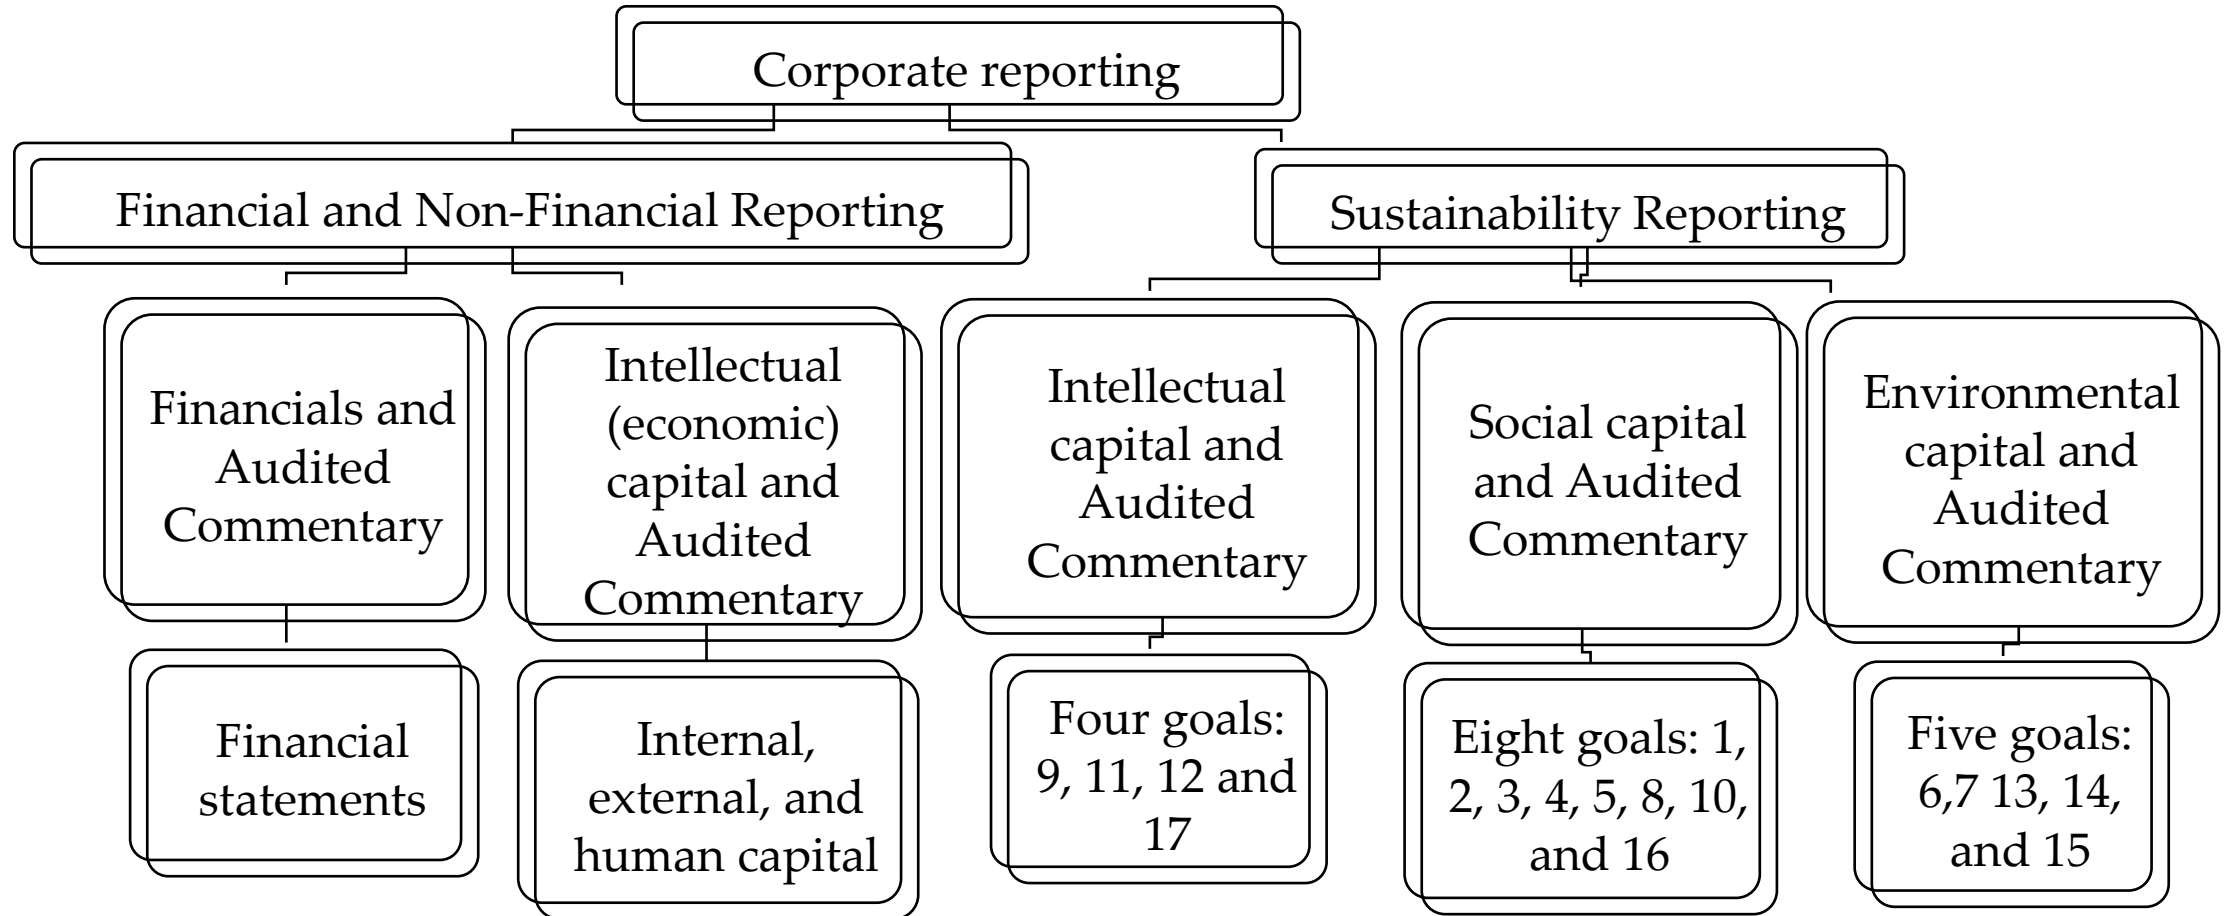 Corporate reporting
Financial and Non-Financial Reporting
Sustainability Reporting
Financials and
Audited
Commentary
Intellectual
(economic)
capital and
Audited
Commentary
Intellectual
capital and
Audited
Commentary
Social capital
and Audited
Commentary
Environmental
capital and
Audited
Commentary
Financial
statements
Internal,
external, and
human capital
Four goals:
9, 11, 12 and
17
Eight goals: 1,
2, 3, 4, 5, 8, 10,
and 16
Five goals:
6,7 13, 14,
and 15